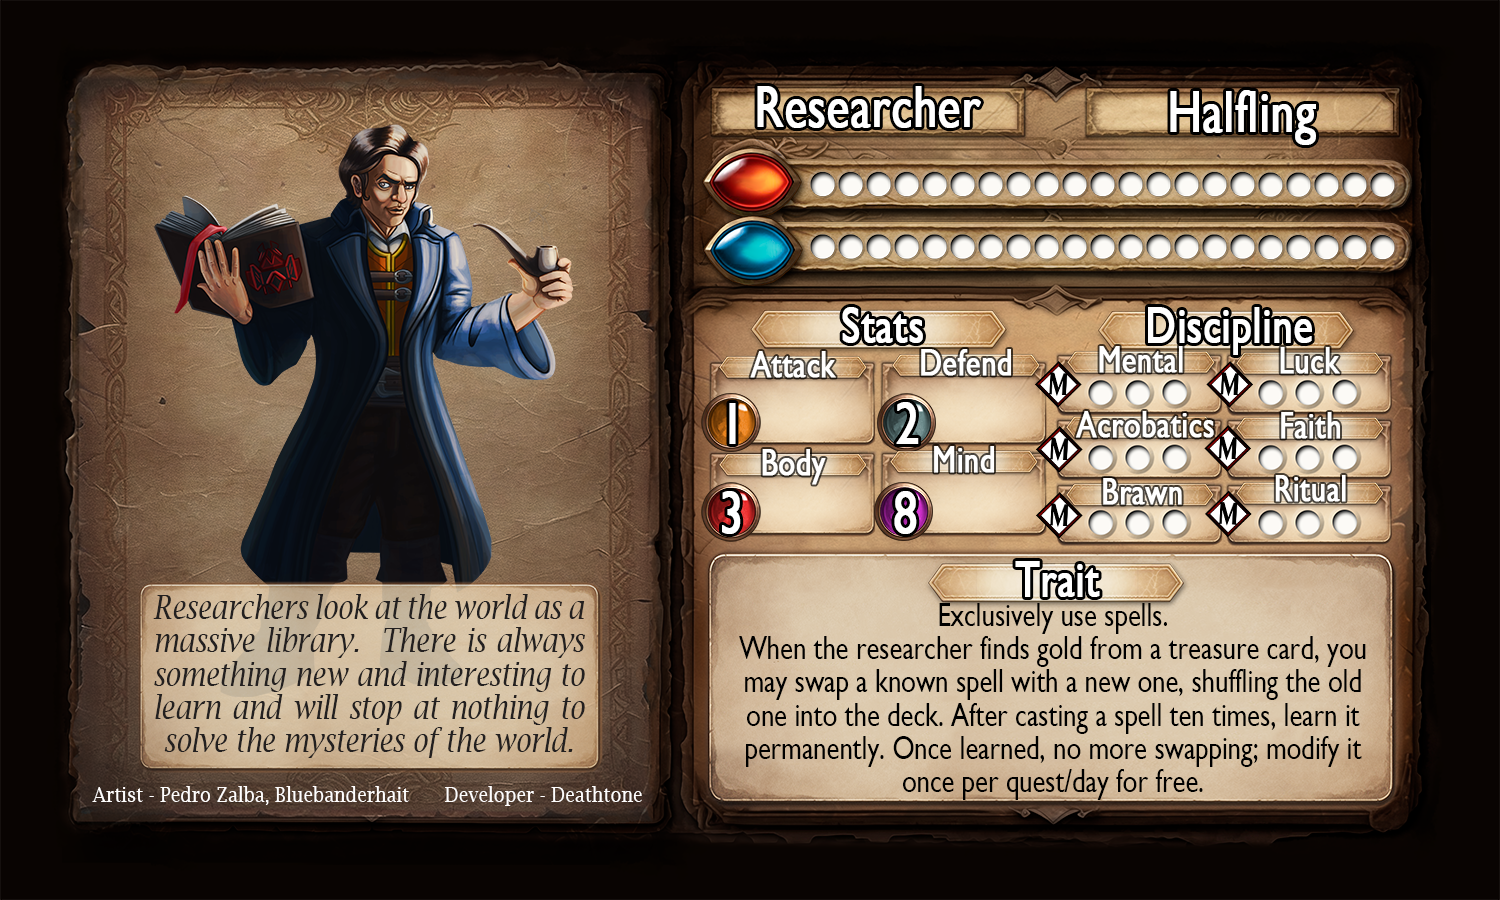 Researchers look at the world as a
massive library. There is always
something new and interesting to
learn and will stop at nothing to
solve the mysteries of the world.
Artist - Pedro Zalba, Bluebanderhait Developer - Deathtone
Researcher Halfling
Stats Discipline
Attack Defend
1 2
Body Mind
3 8
Mental Luck
M M
Acrobatics Faith
M M
Brawn Ritual
M M
Trait
Exclusively use spells.
When the researcher finds gold from a treasure card, you
may swap a known spell with a new one, shuffling the old
one into the deck. After casting a spell ten times, learn it
permanently. Once learned, no more swapping; modify it
once per quest/day for free.